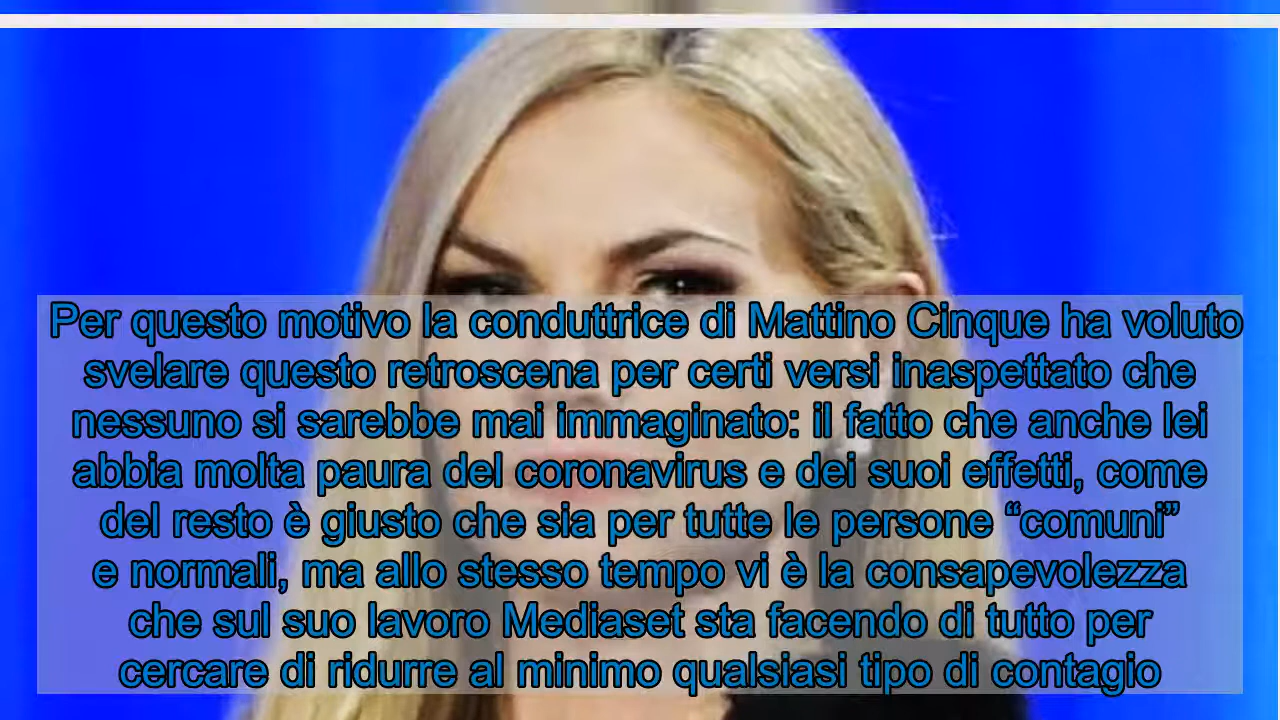 Per questo motivo la conduttrice di Mattino Cinque ha voluto
svelare questo retroscena per certi versi inaspettato che
nessuno si sarebbe mai immaginato: il fatto che anche lei
abbia molta paura del coronavirus e dei suoi effetti, come
del resto è giusto che sia per tutte le persone “comuni”
e normali, ma allo stesso tempo vi è la consapevolezza
che sul suo lavoro Mediaset sta facendo di tutto per
cercare di ridurre al minimo qualsiasi tipo di contagio